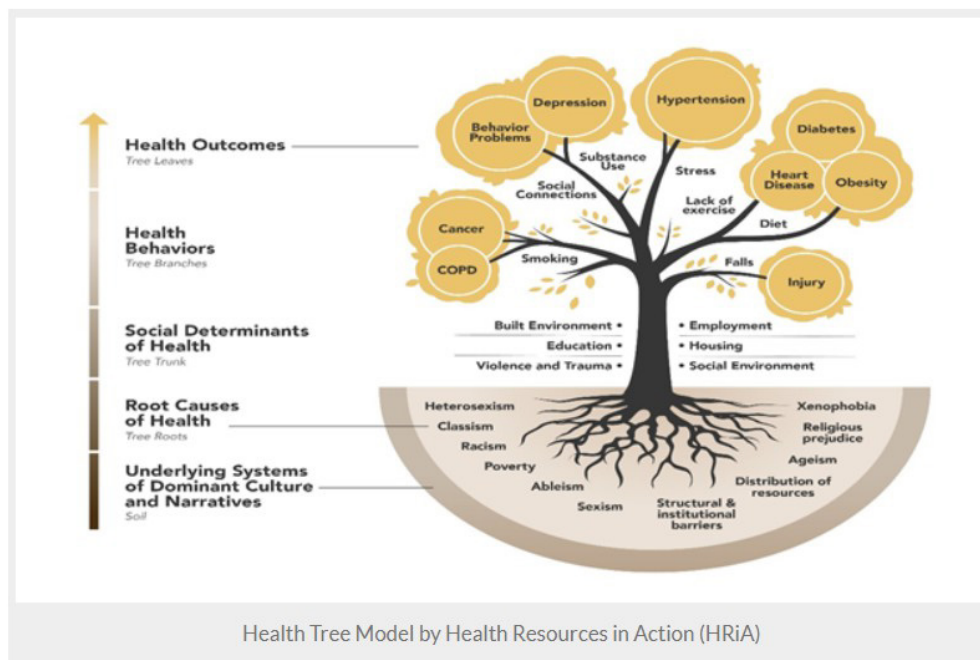 Health Outcomes
Tree Leaves
Health
Behaviors
Tree Branches
Social Determinants
of Health
Tree Trunk
Root Causes
of Health
Tree Roots
Underlying Systems
of Dominant Culture
and Narratives
Soil
Depression
Behavior
Problems
Hypertension
Diabetes
Heart
Disease
Obesity
Substance
Use
Social
Connections
Stress
Lack of
exercise
Diet
Cancer
COPD
Smoking
Falls
Injury
Built Environment •
Education •
Violence and Trauma •
• Employment
• Housing
• Social Environment
Heterosexism
Classism
Racism
Poverty
Ableism
Sexism
Structural &
institutional
barriers
Distribution of
resources
Ageism
Religious
prejudice
Xenophobia
Health Tree Model by Health Resources in Action (HRiA)